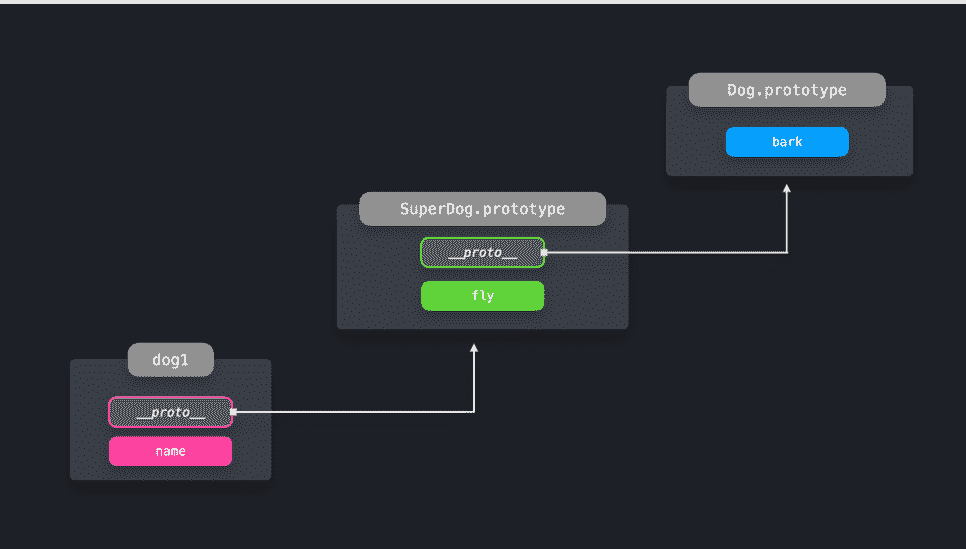 Dog.prototype
bark
SuperDog.prototype
__proto__
fly
dog1
__proto__
name